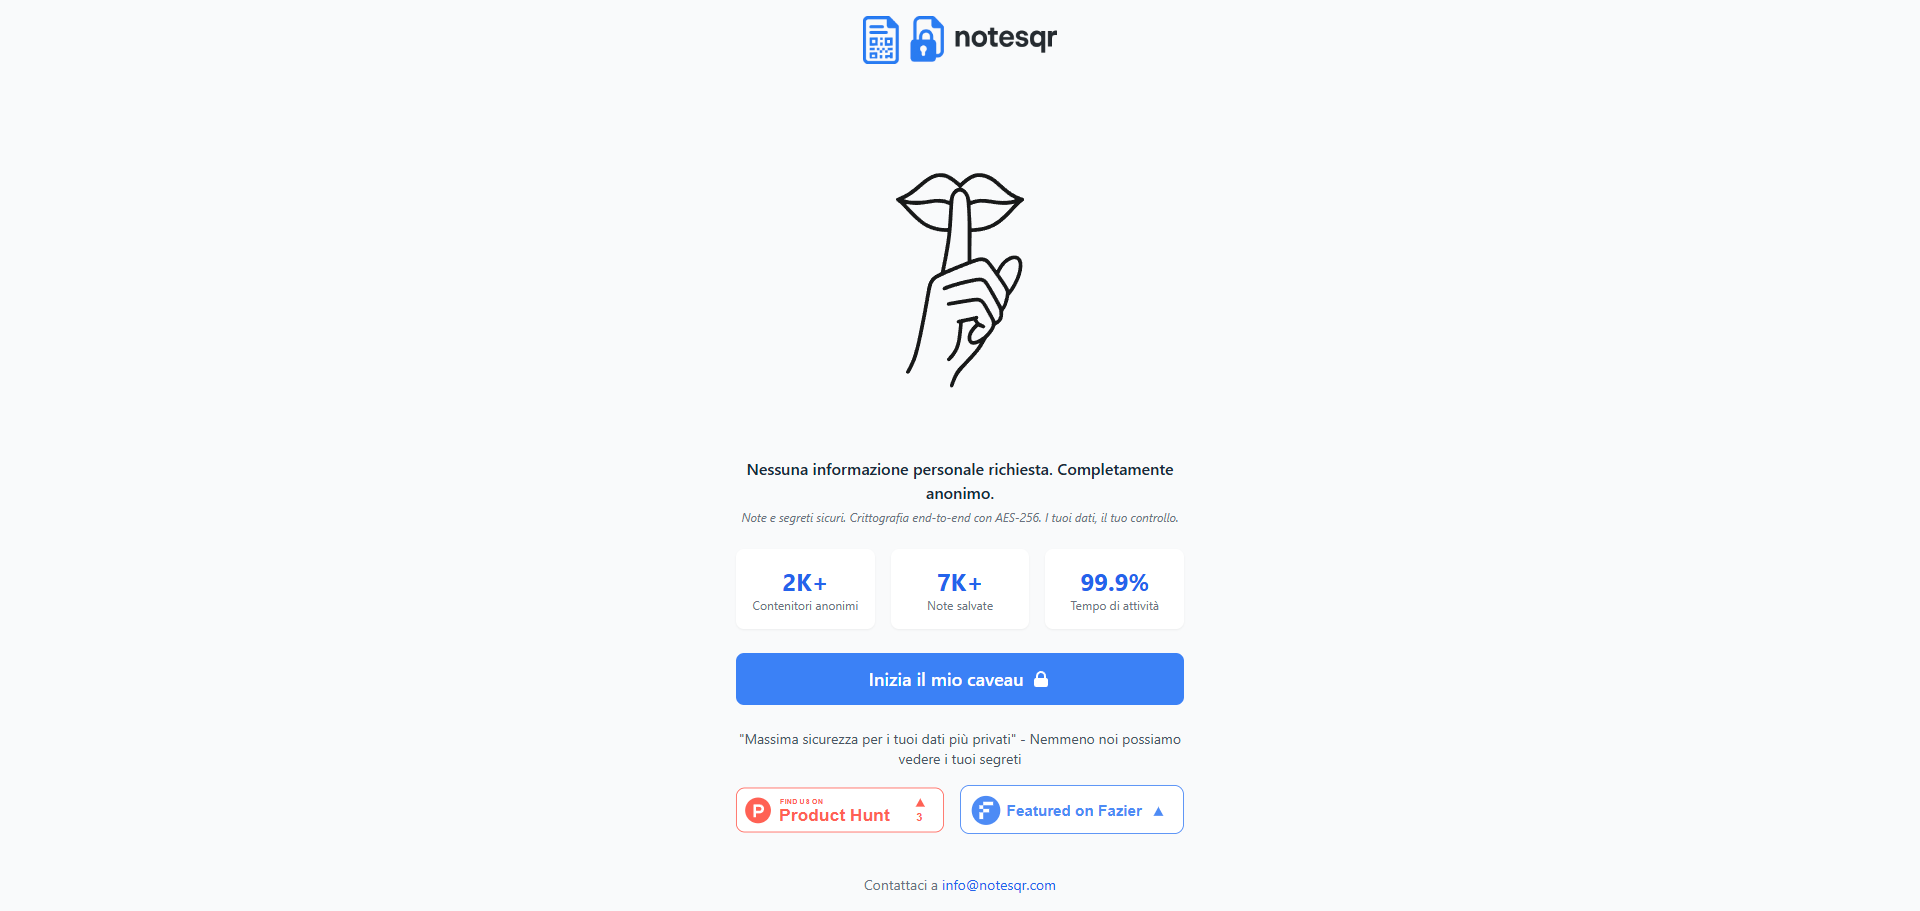 notesqr
Nessuna informazione personale richiesta. Completamente
anonimo.
Note e segreti sicuri. Crittografia end-to-end con AES-256. I tuoi dati, il tuo controllo.
2K+
Contenitori anonimi
7K+
Note salvate
99.9%
Tempo di attività
Inizia il mio caveau
"Massima sicurezza per i tuoi dati più privati" - Nemmeno noi possiamo
vedere i tuoi segreti
P
FIND US ON
Product Hunt
▲
3
Featured on Fazier ▲
Contattaci a info@notesqr.com